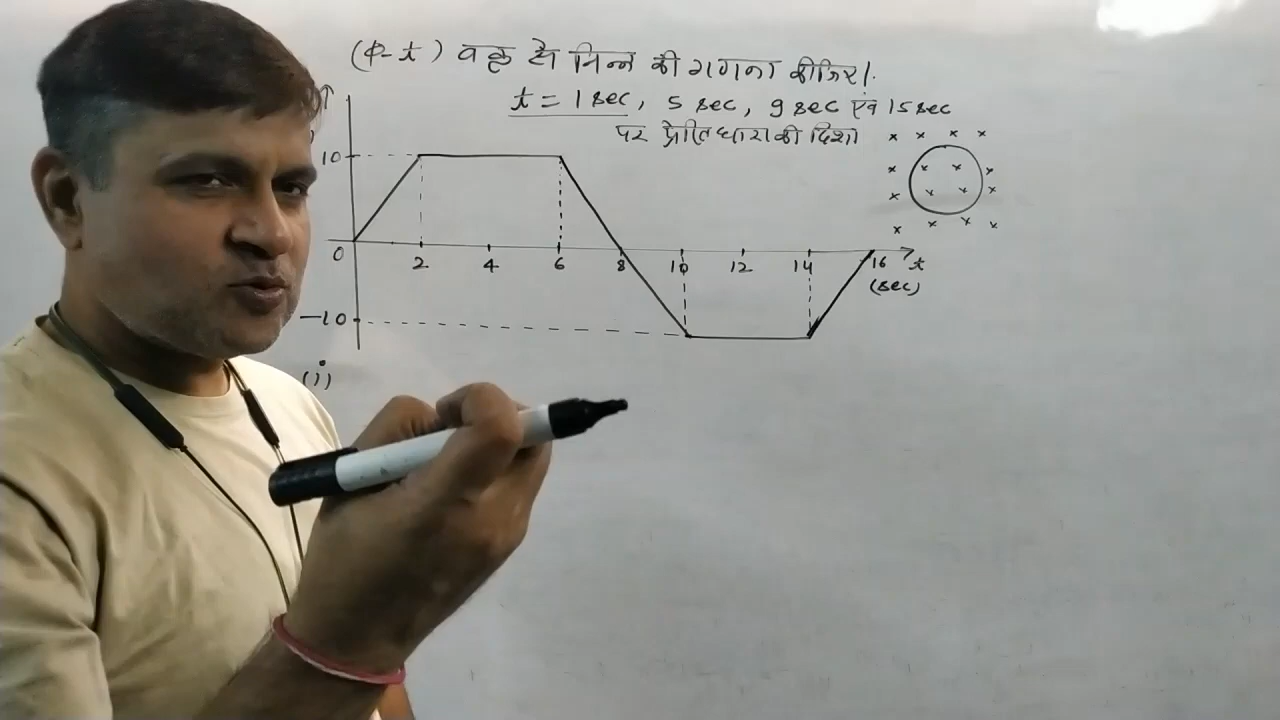 (ϕ-t) वक्र से निम्न की गणना कीजिए।
t = 1 sec, 5 sec, 9 sec एवं 15 sec
पर प्रेरित धारा की दिशा
10
0 2 4 6 8 10 12 14 16 t
(sec)
-10
(i)